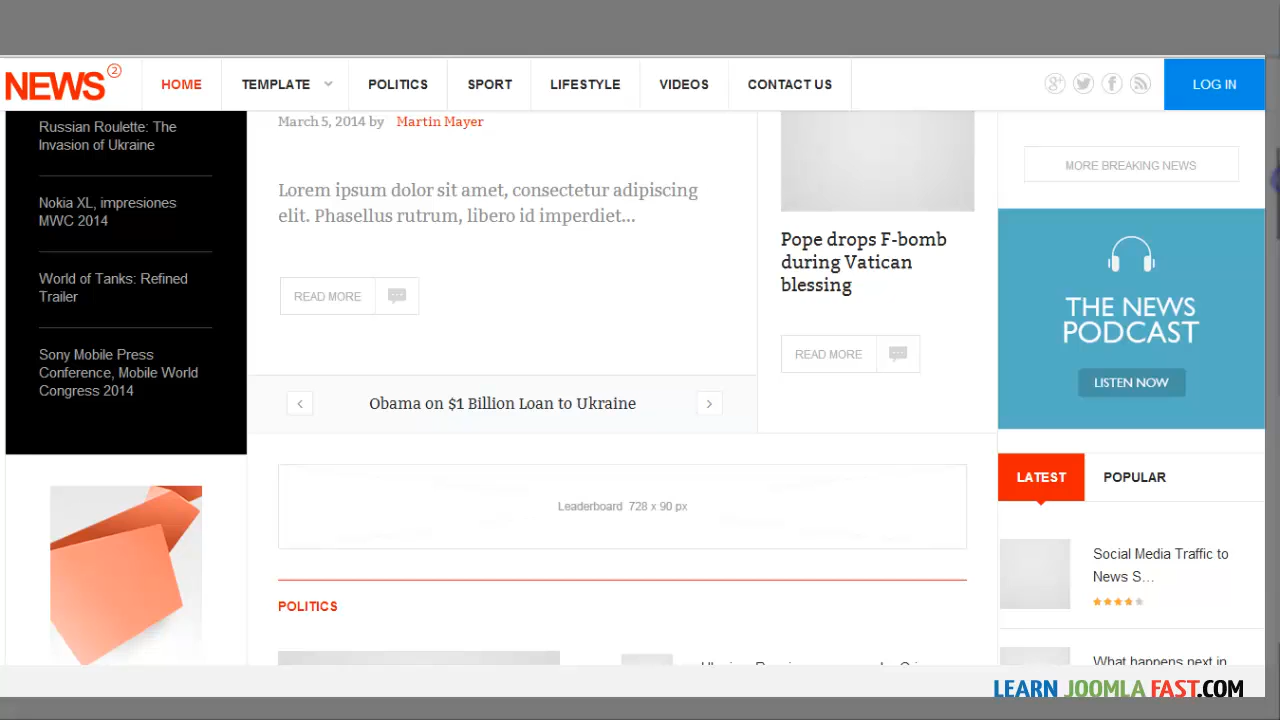 NEWS 2
HOME
TEMPLATE
POLITICS
SPORT
LIFESTYLE
VIDEOS
CONTACT US
LOG IN
Russian Roulette: The
Invasion of Ukraine
Nokia XL, impresiones
MWC 2014
World of Tanks: Refined
Trailer
Sony Mobile Press
Conference, Mobile World
Congress 2014
March 5, 2014 by Martin Mayer
Lorem ipsum dolor sit amet, consectetur adipiscing
elit. Phasellus rutrum, libero id imperdiet...
READ MORE
Obama on $1 Billion Loan to Ukraine
Pope drops F-bomb
during Vatican
blessing
READ MORE
Leaderboard 728 x 90 px
POLITICS
MORE BREAKING NEWS
THE NEWS
PODCAST
LISTEN NOW
LATEST
POPULAR
Social Media Traffic to
News S...
What happens next in
LEARN JOOMLA FAST.COM